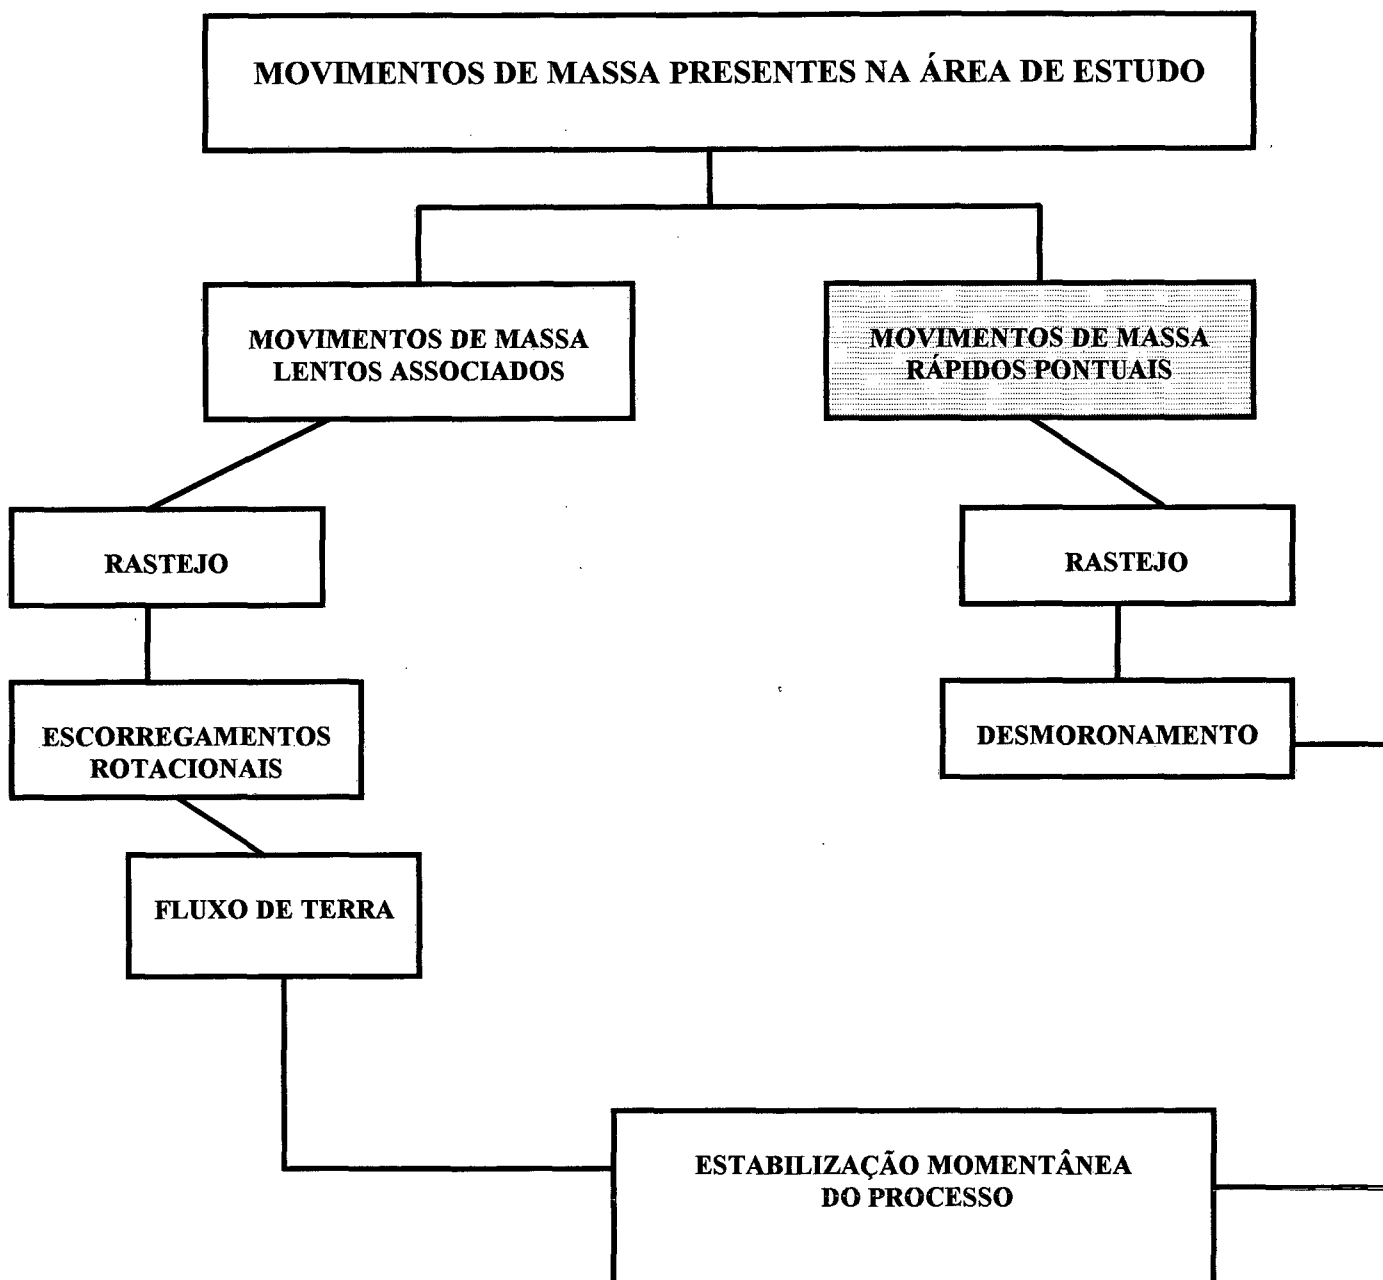 MOVIMENTOS DE MASSA PRESENTES NA ÁREA DE ESTUDO
MOVIMENTOS DE MASSA
LENTOS ASSOCIADOS
MOVIMENTOS DE MASSA
RÁPIDOS PONTUAIS
RASTEJO
RASTEJO
ESCORREGAMENTOS
ROTACIONAIS
DESMORONAMENTO
FLUXO DE TERRA
ESTABILIZAÇÃO MOMENTÂNEA
DO PROCESSO